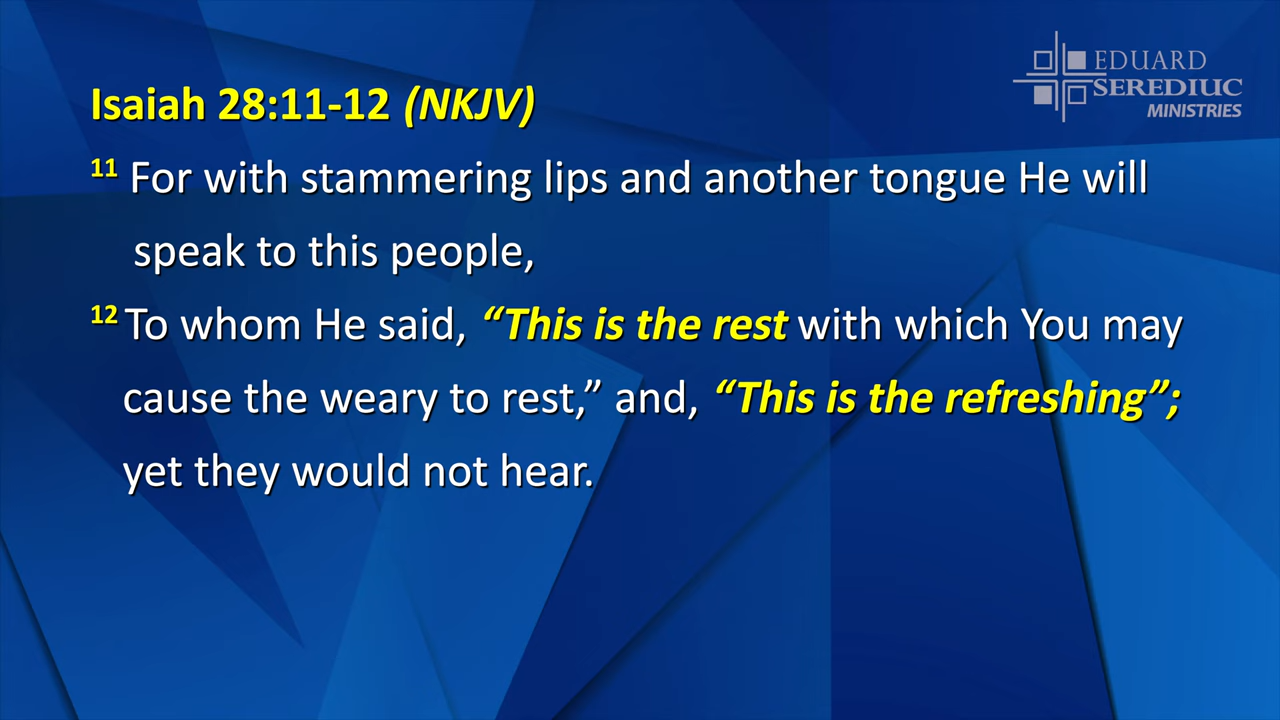 EDUARD
SEREDIUC
MINISTRIES
Isaiah 28:11-12 (NKJV)
11 For with stammering lips and another tongue He will
speak to this people,
12 To whom He said, “This is the rest with which You may
cause the weary to rest,” and, “This is the refreshing”;
yet they would not hear.